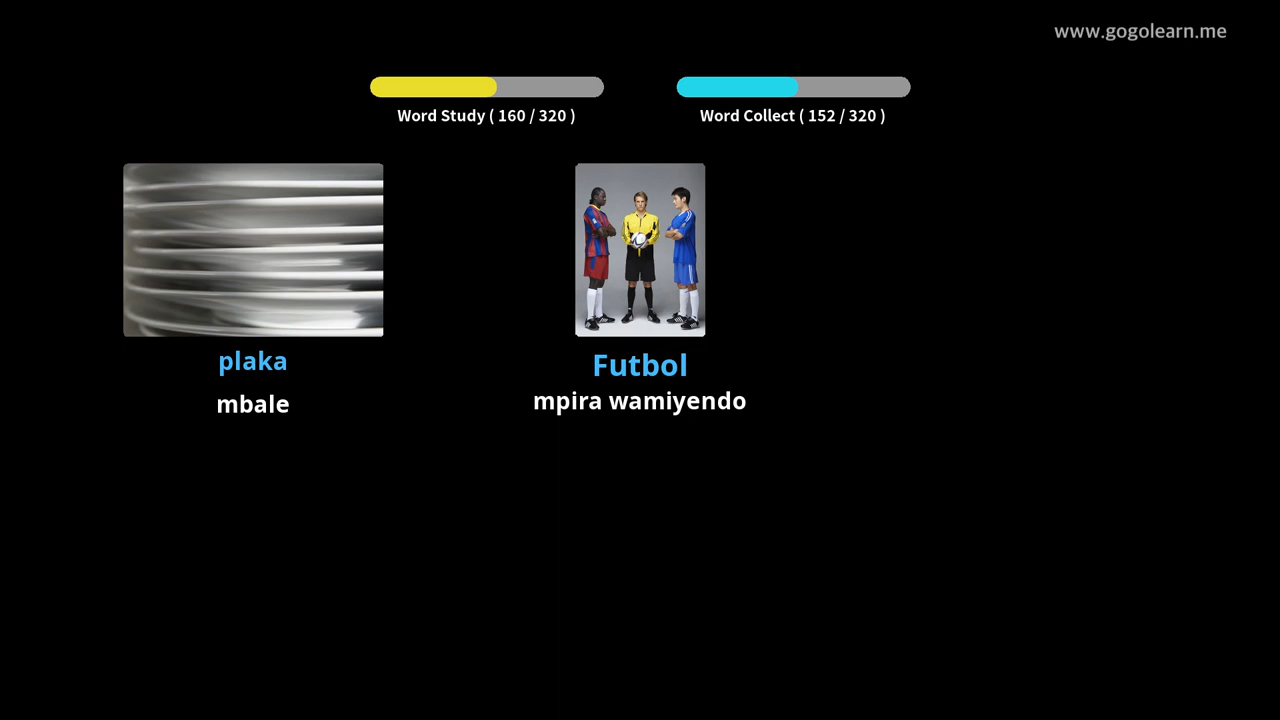 www.gogolearn.me
Word Study ( 160 / 320 )
Word Collect ( 152 / 320 )
plaka
mbale
Futbol
mpira wamiyendo